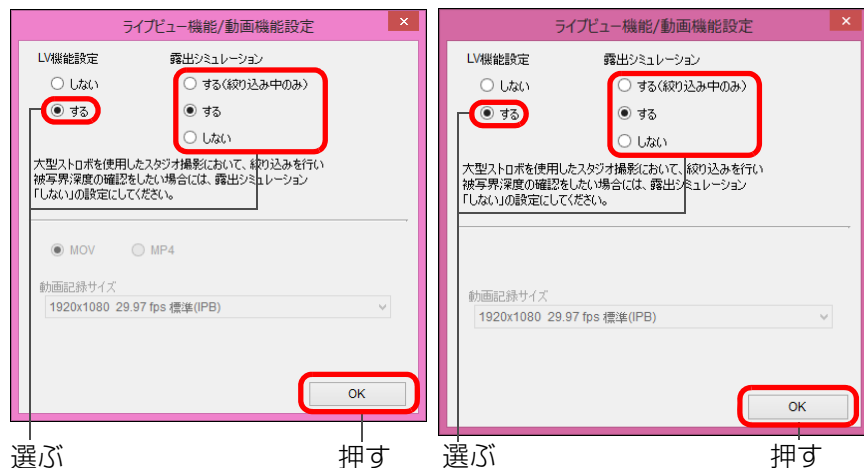 ライブビュー機能/動画機能設定
×
LV機能設定
露出シミュレーション
しない
する(絞り込み中のみ)
する
する
しない
大型ストロボを使用したスタジオ撮影において、絞り込みを行い
被写界深度の確認をしたい場合には、露出シミュレーション
「しない」の設定にしてください。
MOV
MP4
動画記録サイズ
1920x1080 29.97 fps 標準(IPB)
OK
選ぶ
押す
ライブビュー機能/動画機能設定
×
LV機能設定
露出シミュレーション
しない
する(絞り込み中のみ)
する
する
しない
大型ストロボを使用したスタジオ撮影において、絞り込みを行い
被写界深度の確認をしたい場合には、露出シミュレーション
「しない」の設定にしてください。
動画記録サイズ
1920x1080 29.97 fps 標準(IPB)
OK
選ぶ
押す